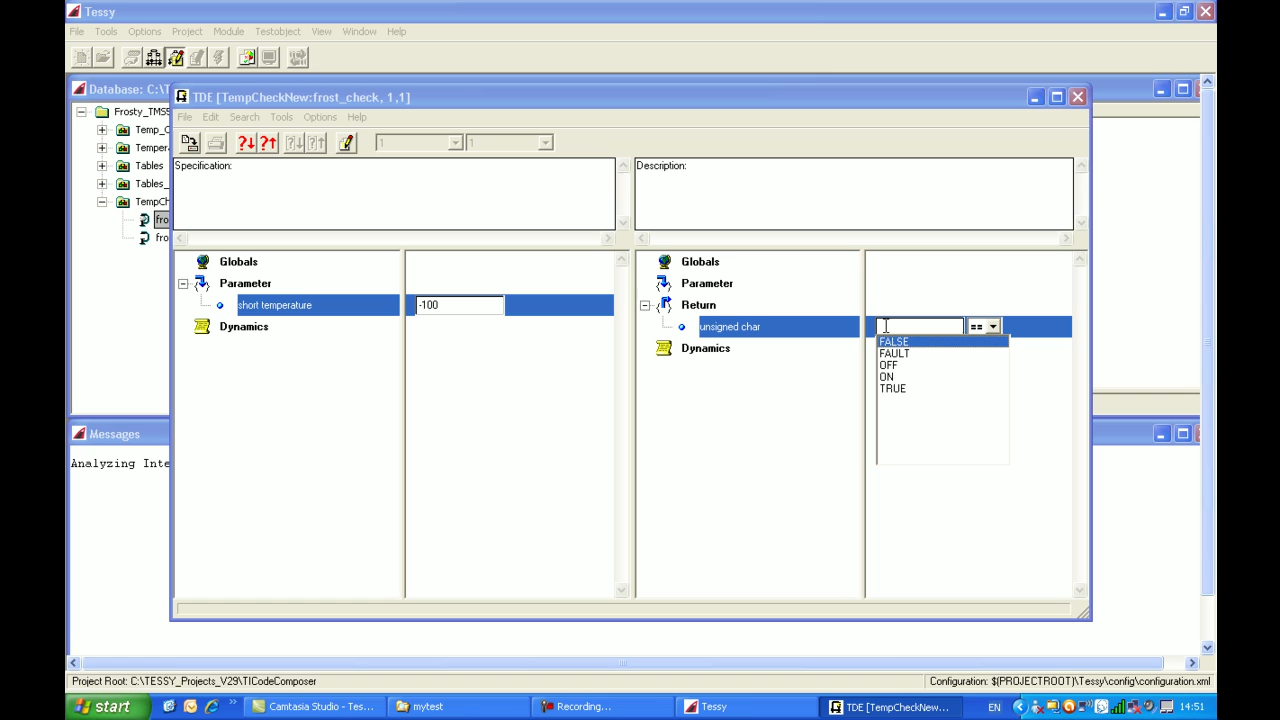 Tessy
File Tools Options Project Module Testobject View Window Help
Database: C:\T
Frosty_TMS5
Temp_C
Tempera
Tables
Tables_
TempCh
fro
fro
TDE [TempCheckNew:frost_check, 1,1]
File Edit Search Tools Options Help
1 1
Specification:
Description:
Globals
Parameter
short temperature -100
Dynamics
Globals
Parameter
Return
unsigned char ==
Dynamics
FALSE
FAULT
OFF
ON
TRUE
Messages
Analyzing Inte
Project Root: C:\TESSY_Projects_V29\TICodeComposer
Configuration: $(PROJECTROOT)\Tessy\config\configuration.xml
start
Camtasia Studio - Tes...
mytest
Recording...
Tessy
TDE [TempCheckNew...
EN
14:51